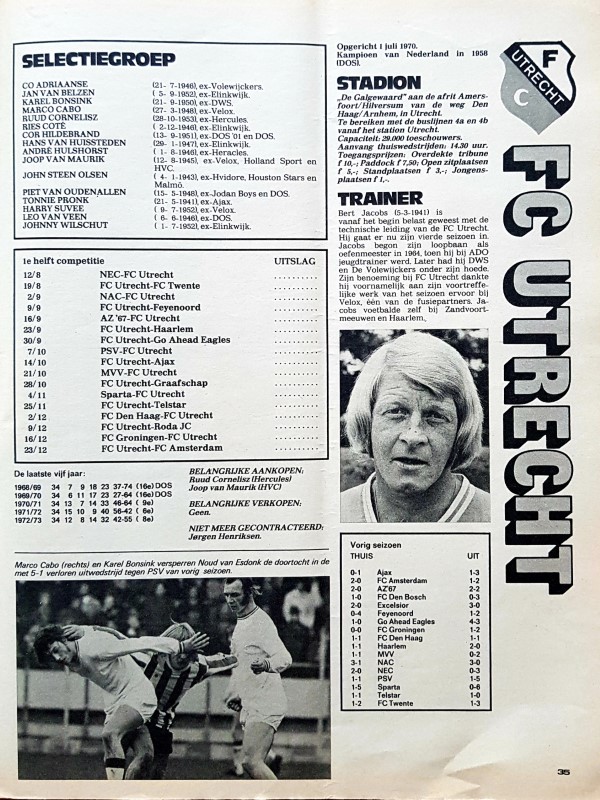 SELECTIEGROEP
CO ADRIAANSE (21- 7-1946), ex-Volewijckers.
JAN VAN BELZEN ( 5- 9-1952), ex-Elinkwijk.
KAREL BONSINK (21- 9-1950), ex-DWS.
MARCO CABO (27- 3-1948), ex-Velox.
RUUD CORNELISZ (28-10-1953), ex-Hercules.
RIES COTÉ ( 2-12-1946), ex-Elinkwijk.
COR HILDEBRAND (13- 9-1951), ex-DOS '01 en DOS.
HANS VAN HUISSTEDEN (29- 1-1947), ex-Elinkwijk.
ANDRE HULSHORST ( 1- 8-1948), ex-Heracles.
JOOP VAN MAURIK (12- 8-1945), ex-Velox, Holland Sport en
HVC.
JOHN STEEN OLSEN ( 4- 1-1943), ex-Hvidore, Houston Stars en
Malmö.
PIET VAN OUDENALLEN (15- 5-1948), ex-Jodan Boys en DOS.
TONNIE PRONK (21- 5-1941), ex-Ajax.
HARRY SUVEE ( 9- 7-1952), ex-Velox.
LEO VAN VEEN ( 6- 6-1946), ex-DOS.
JOHNNY WILSCHUT ( 1- 7-1952), ex-Elinkwijk.
1e helft competitie UITSLAG
12/8 NEC-FC Utrecht ..........
19/8 FC Utrecht-FC Twente ..........
2/9 NAC-FC Utrecht ..........
9/9 FC Utrecht-Feyenoord ..........
16/9 AZ '67-FC Utrecht ..........
23/9 FC Utrecht-Haarlem ..........
30/9 FC Utrecht-Go Ahead Eagles ..........
7/10 PSV-FC Utrecht ..........
14/10 FC Utrecht-Ajax ..........
21/10 MVV-FC Utrecht ..........
28/10 FC Utrecht-Graafschap ..........
4/11 Sparta-FC Utrecht ..........
25/11 FC Utrecht-Telstar ..........
2/12 FC Den Haag-FC Utrecht ..........
9/12 FC Utrecht-Roda JC ..........
16/12 FC Groningen-FC Utrecht ..........
23/12 FC Utrecht-FC Amsterdam ..........
De laatste vijf jaar:
1968/69 34 7 9 18 23 37-74 (16e) DOS
1969/70 34 6 11 17 23 27-64 (16e) DOS
1970/71 34 13 7 14 33 46-64 ( 9e)
1971/72 34 15 10 9 40 56-42 ( 6e)
1972/73 34 12 8 14 32 42-55 ( 8e)
BELANGRIJKE AANKOPEN:
Ruud Cornelisz (Hercules)
Joop van Maurik (HVC)
BELANGRIJKE VERKOPEN:
Geen.
NIET MEER GECONTRACTEERD:
Jørgen Henriksen.
Marco Cabo (rechts) en Karel Bonsink versperren Noud van Esdonk de doortocht in de
met 5-1 verloren uitwedstrijd tegen PSV van vorig seizoen.
Opgericht 1 juli 1970.
Kampioen van Nederland in 1958
(DOS).
STADION
„De Galgewaard" aan de afrit Amers-
foort/Hilversum van de weg Den
Haag/Arnhem, in Utrecht.
Te bereiken met de buslijnen 4a en 4b
vanaf het station Utrecht.
Capaciteit: 29.000 toeschouwers.
Aanvang thuiswedstrijden: 14.30 uur.
Toegangsprijzen: Overdekte tribune
f 10,-; Paddock f 7,50; Open zitplaatsen
f 5,-; Standplaatsen f 3,-; Jongens-
plaatsen f 1,-.
TRAINER
Bert Jacobs (5-3-1941) is
vanaf het begin belast geweest met de
technische leiding van de FC Utrecht.
Hij gaat er nu zijn vierde seizoen in.
Jacobs begon zijn loopbaan als
oefenmeester in 1964, toen hij bij ADO
jeugdtrainer werd. Later had hij DWS
en De Volewijckers onder zijn hoede.
Zijn benoeming bij FC Utrecht dankte
hij voornamelijk aan zijn voortreffe-
lijke werk van het seizoen ervoor bij
Velox, één van de fusiepartners. Ja-
cobs voetbalde zelf bij Zandvoort-
meeuwen en Haarlem.
Vorig seizoen
THUIS UIT
0-1 Ajax 1-3
2-0 FC Amsterdam 1-2
2-0 AZ'67 2-2
1-0 FC Den Bosch 0-3
2-0 Excelsior 3-0
0-4 Feyenoord 1-2
1-0 Go Ahead Eagles 4-3
0-0 FC Groningen 1-2
1-1 FC Den Haag 1-1
1-1 Haarlem 2-0
1-1 MVV 0-2
3-1 NAC 3-0
2-0 NEC 0-3
1-1 PSV 1-5
1-5 Sparta 0-6
1-1 Telstar 1-0
1-2 FC Twente 1-3
F
UTRECHT
C
FC UTRECHT
35